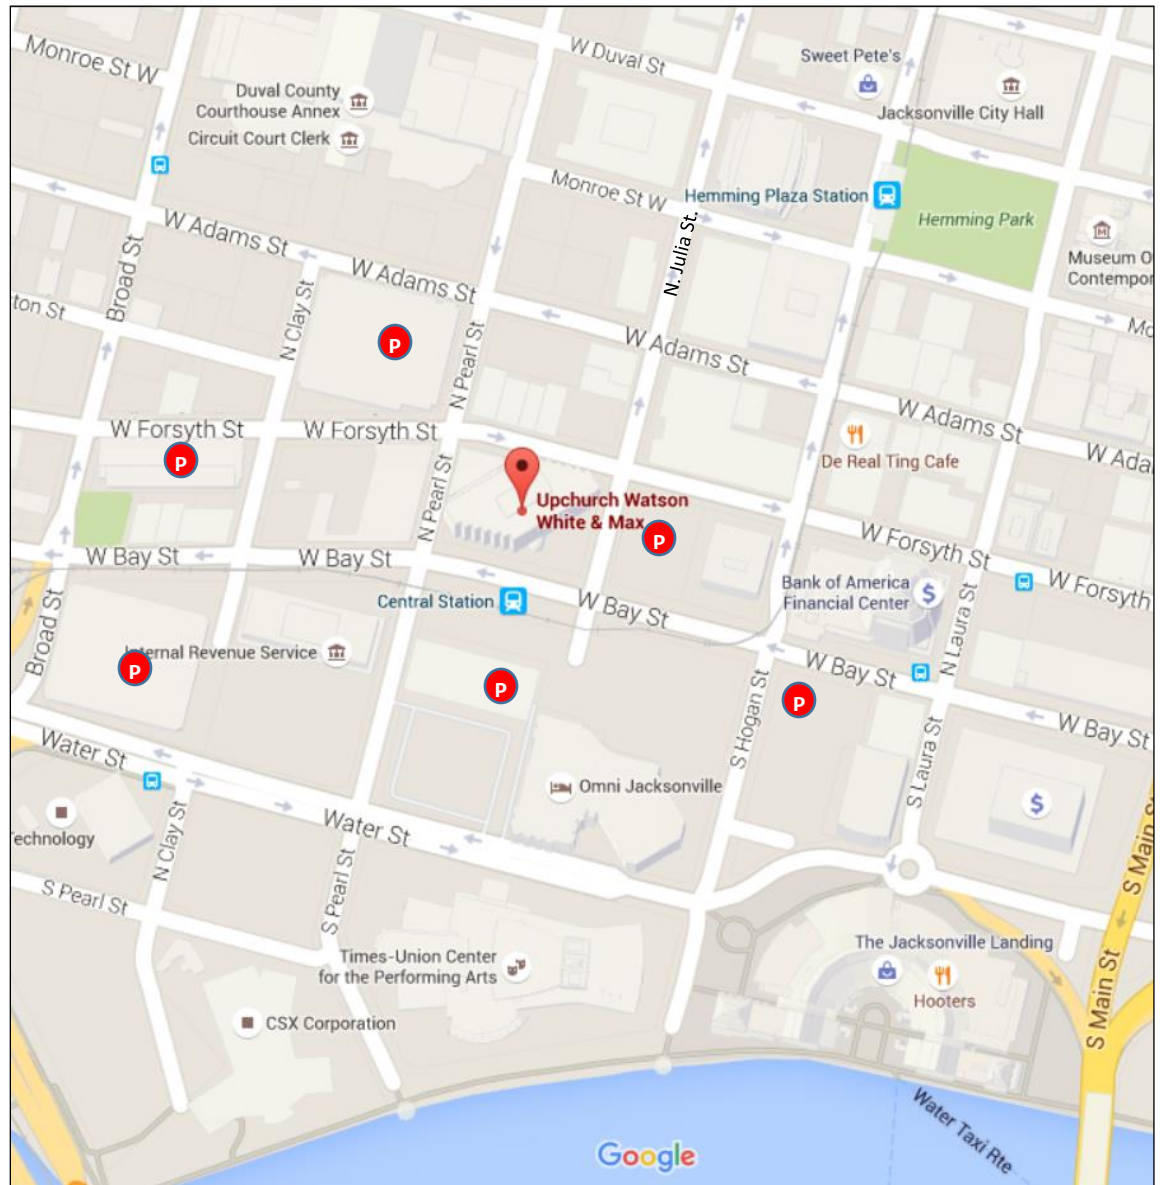 W Duval St
Monroe St W
Sweet Pete's
Duval County
Courthouse Annex
Jacksonville City Hall
Circuit Court Clerk
Monroe St W
Hemming Plaza Station
Hemming Park
W Adams St
N. Julia St.
Museum O
Contempor
Broad St
W Adams St
ton St
N Clay St
Mo
P
N Pearl St
W Adams St
W Adams St
W Forsyth St
W Forsyth St
De Real Ting Cafe
W Ada
P
N Pearl St
Upchurch Watson
White & Max
P
W Forsyth St
W Bay St
W Bay St
Bank of America
Financial Center
$
W Forsyth
Central Station
W Bay St
Broad St
N Laura St
Internal Revenue Service
P
P
W Bay St
P
S Hogan St
W Bay St
Water St
S Laura St
Omni Jacksonville
$
Technology
N Clay St
Water St
S Main St
S Pearl St
S Pearl St
Times-Union Center
for the Performing Arts
The Jacksonville Landing
Hooters
S Main St
CSX Corporation
Water Taxi Rte
Google